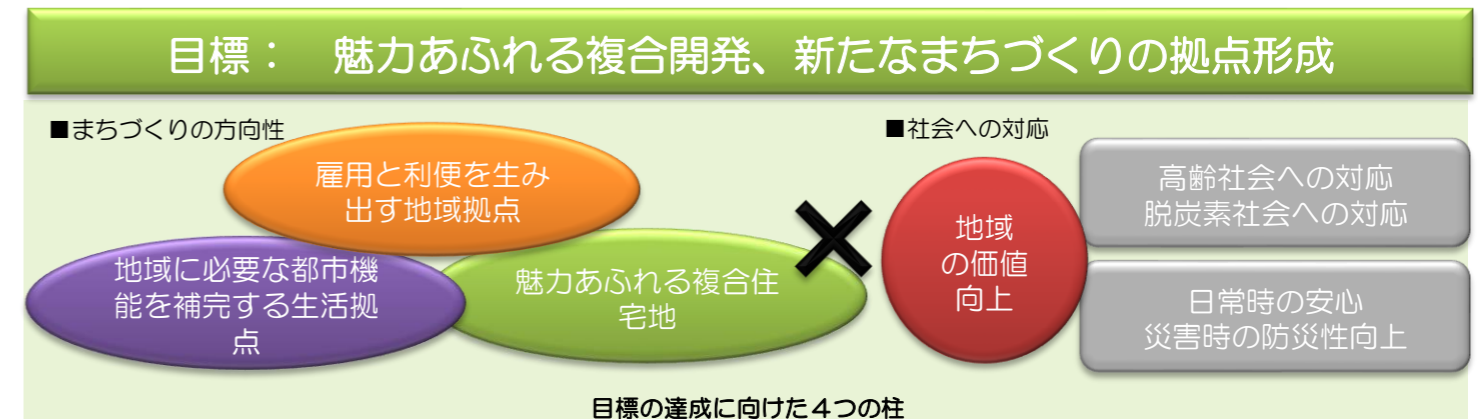 目標： 魅力あふれる複合開発、新たなまちづくりの拠点形成
■まちづくりの方向性
雇用と利便を生み
出す地域拠点
地域に必要な都市機
能を補完する生活拠
点
魅力あふれる複合住
宅地
■社会への対応
地域
の価値
向上
高齢社会への対応
脱炭素社会への対応
日常時の安心
災害時の防災性向上
目標の達成に向けた４つの柱